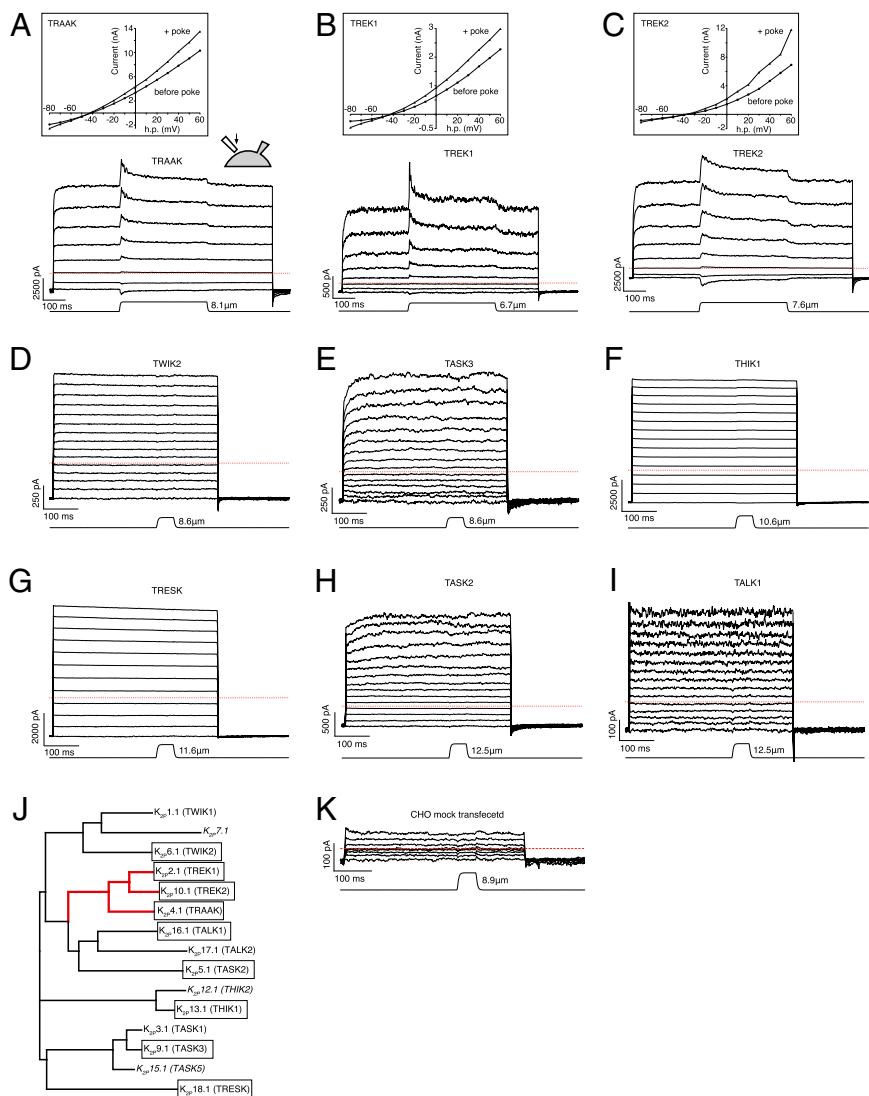 A
TRAAK
14
12
10
8
6
4
2
-2
Current (nA)
+ poke
before poke
-80
-60
-40
-20
0
20
40
60
h.p. (mV)
TRAAK
2500 pA
100 ms
8.1µm
B
TREK1
3
2
1
-0.5
Current (nA)
+ poke
before poke
-80
-60
-40
-20
0
20
40
60
h.p. (mV)
TREK1
500 pA
100 ms
6.7µm
C
TREK2
12
8
4
-2
Current (nA)
+ poke
before poke
-80
-60
-40
-20
0
20
40
60
h.p. (mV)
TREK2
2500 pA
100 ms
7.6µm
D
TWIK2
250 pA
100 ms
8.6µm
E
TASK3
250 pA
100 ms
8.6µm
F
THIK1
2500 pA
100 ms
10.6µm
G
TRESK
2000 pA
100 ms
11.6µm
H
TASK2
500 pA
100 ms
12.5µm
I
TALK1
100 pA
100 ms
12.5µm
J
K2P1.1 (TWIK1)
K2P7.1
K2P6.1 (TWIK2)
K2P2.1 (TREK1)
K2P10.1 (TREK2)
K2P4.1 (TRAAK)
K2P16.1 (TALK1)
K2P17.1 (TALK2)
K2P5.1 (TASK2)
K2P12.1 (THIK2)
K2P13.1 (THIK1)
K2P3.1 (TASK1)
K2P9.1 (TASK3)
K2P15.1 (TASK5)
K2P18.1 (TRESK)
K
CHO mock transfecetd
100 pA
100 ms
8.9µm